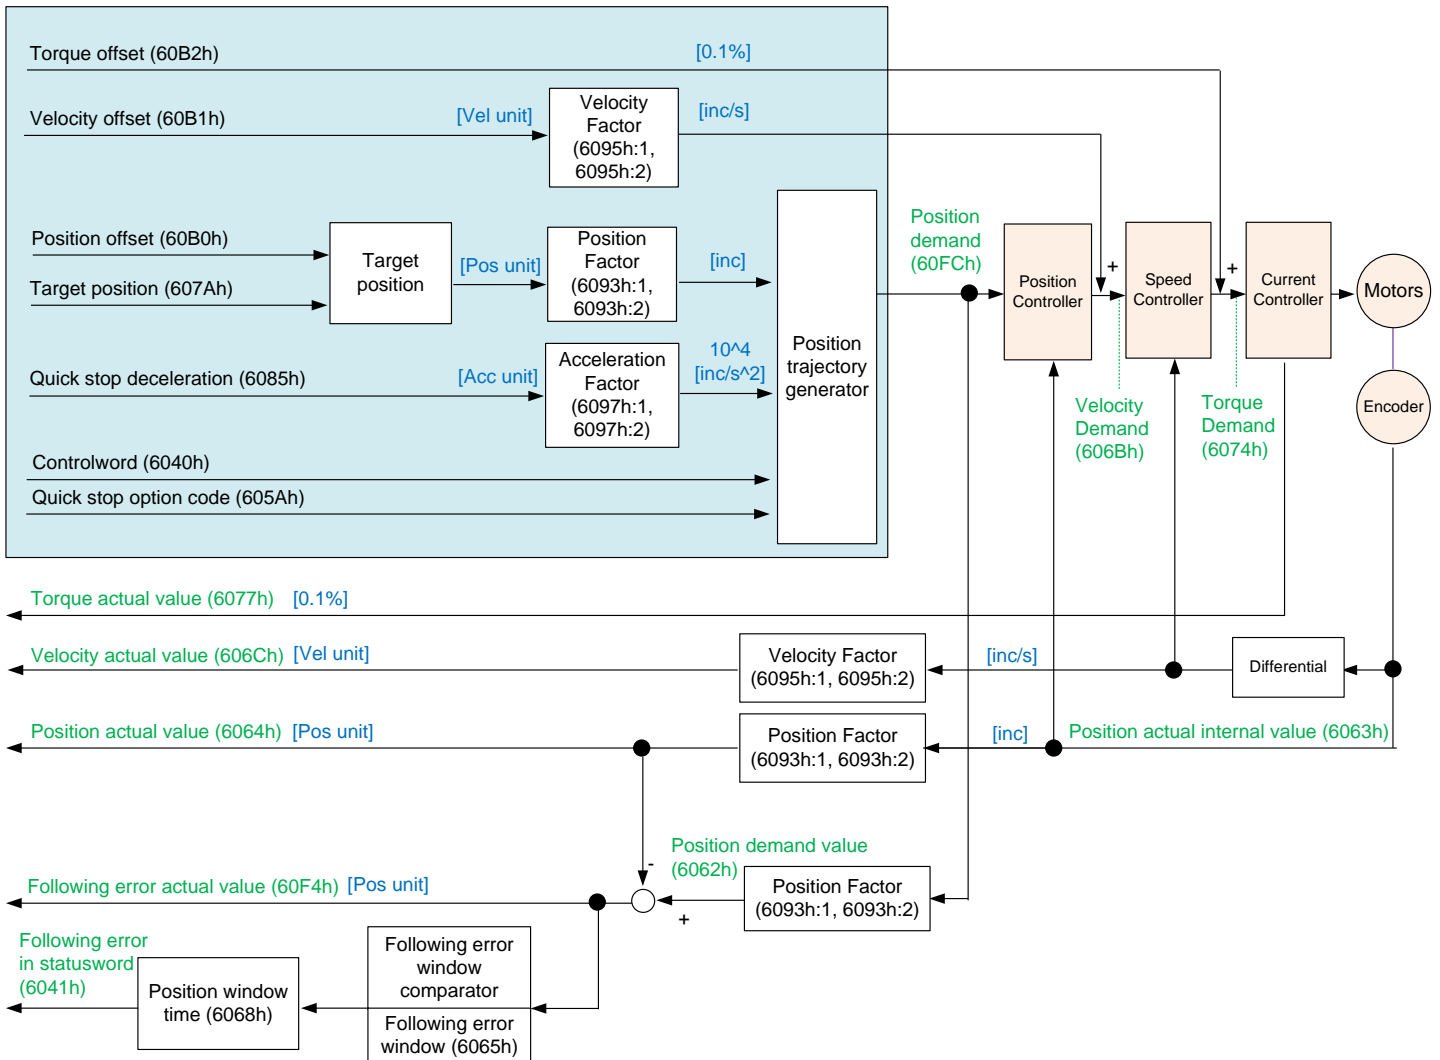 Torque offset (60B2h)
[0.1%]
Velocity offset (60B1h)
[Vel unit]
Velocity
Factor
(6095h:1,
6095h:2)
[inc/s]
Position offset (60B0h)
Target position (607Ah)
Target
position
[Pos unit]
Position
Factor
(6093h:1,
6093h:2)
[inc]
Quick stop deceleration (6085h)
[Acc unit]
Acceleration
Factor
(6097h:1,
6097h:2)
10^4
[inc/s^2]
Position
trajectory
generator
Controlword (6040h)
Quick stop option code (605Ah)
Position
demand
(60FCh)
Position
Controller
+
Speed
Controller
+
Current
Controller
Motors
Encoder
Velocity
Demand
(606Bh)
Torque
Demand
(6074h)
Torque actual value (6077h)
[0.1%]
Velocity actual value (606Ch)
[Vel unit]
Velocity Factor
(6095h:1, 6095h:2)
[inc/s]
Differential
Position actual value (6064h)
[Pos unit]
Position Factor
(6093h:1, 6093h:2)
[inc]
Position actual internal value (6063h)
Position demand value
(6062h)
-
+
Position Factor
(6093h:1, 6093h:2)
Following error actual value (60F4h)
[Pos unit]
Following error
in statusword
(6041h)
Position window
time (6068h)
Following error
window
comparator
Following error
window (6065h)